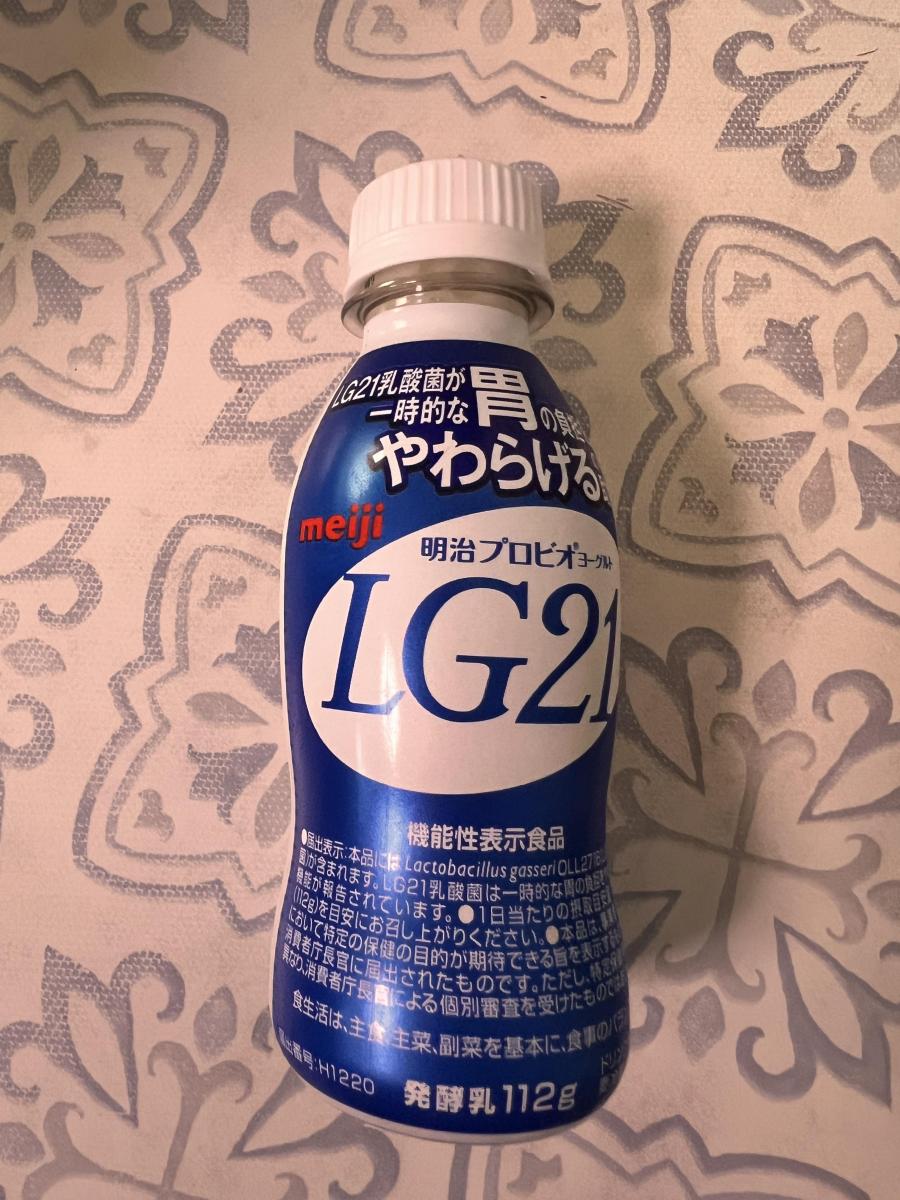 LG21乳酸菌が
一時的な胃の負担
やわらげる
meiji
明治プロビオ®ヨーグルト
LG21
機能性表示食品
●届出表示:本品にはLactobacillus gasseri OLL2716
菌)が含まれます。LG21乳酸菌は一時的な胃の負担
機能が報告されています。●1日当たりの摂取目安
(112g)を目安にお召し上がりください。●本品は、
において特定の保健の目的が期待できる旨を表示する
消費者庁長官に届出されたものです。ただし、特定保健
異なり、消費者庁長官による個別審査を受けたものでは
食生活は、主食、主菜、副菜を基本に、食事のバラ
届出番号:H1220
発酵乳 112g